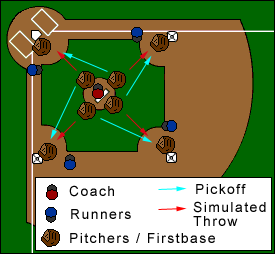 Coach
Pickoff
Runners
Simulated
Throw
Pitchers / Firstbase